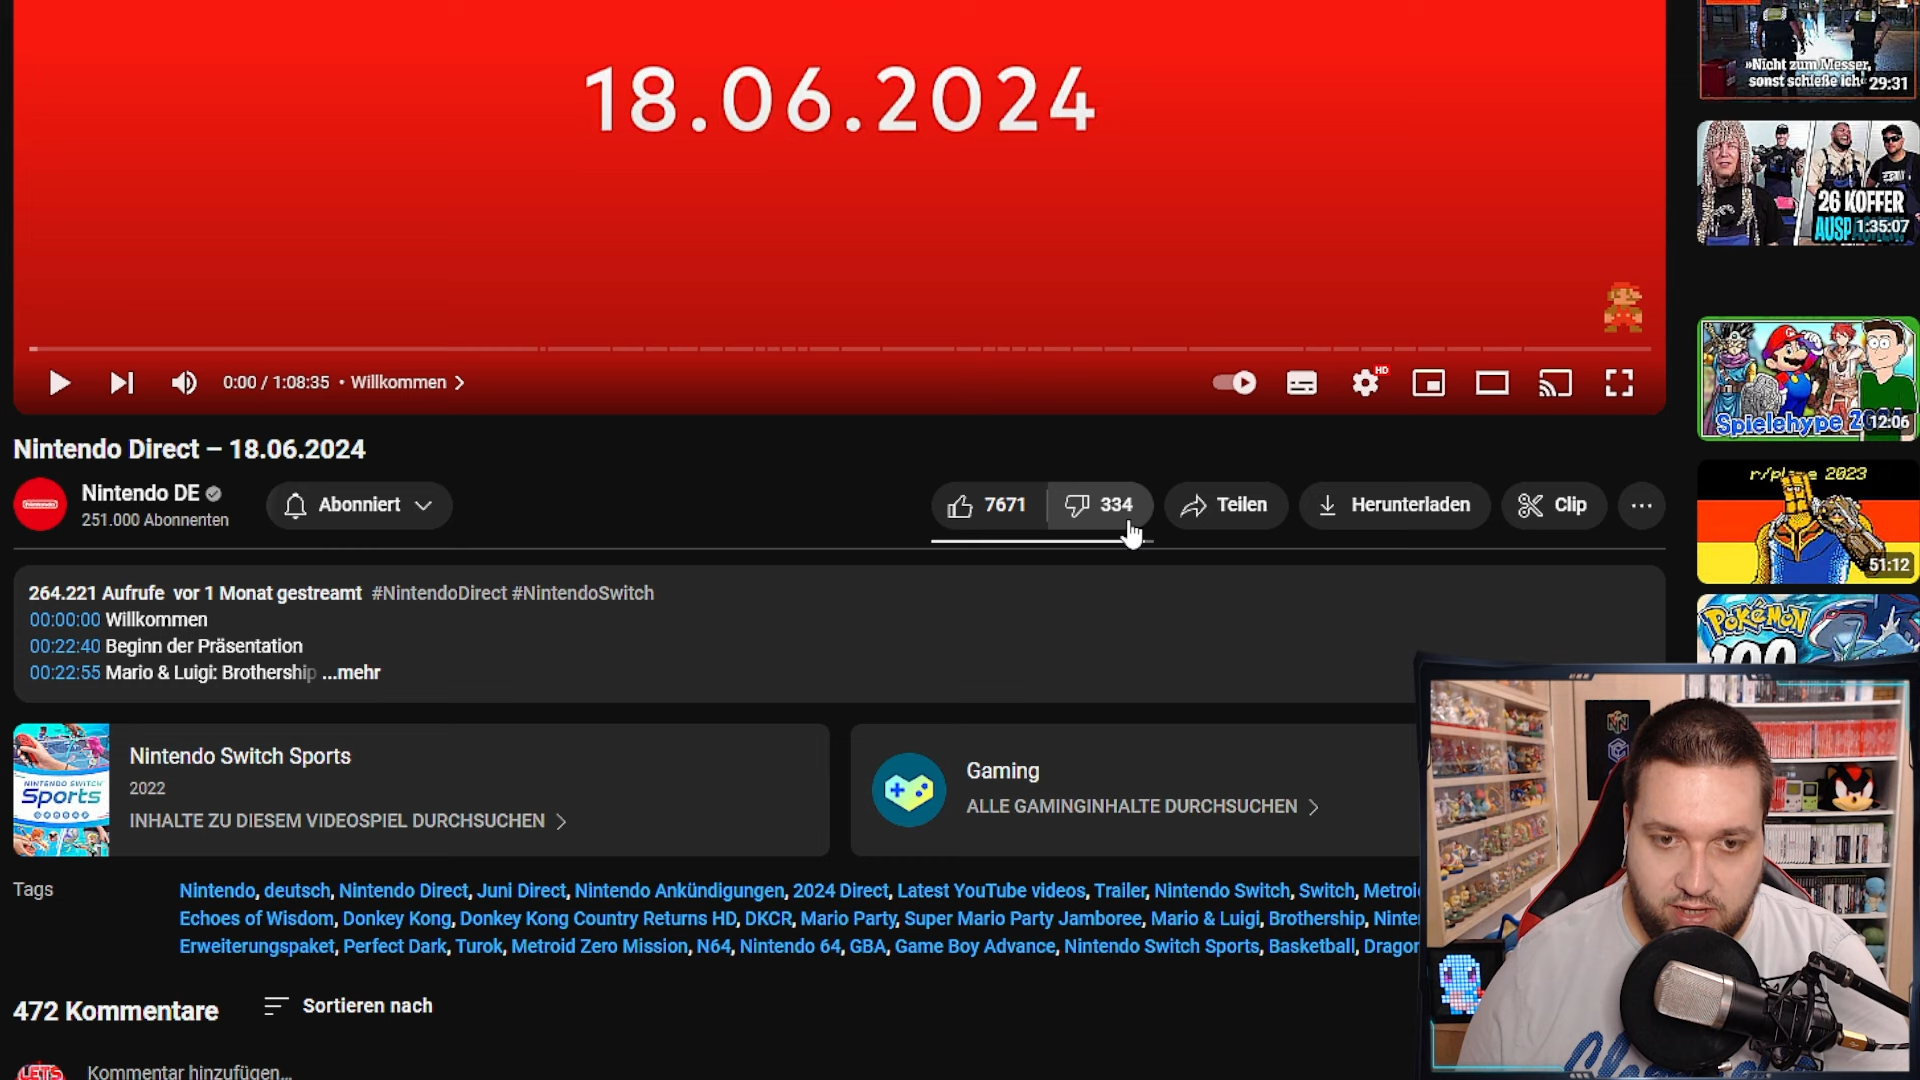 18.06.2024
»Nicht zum Messer,
sonst schieße ich«
29:31
26 KOFFER
1:35:07
0:00 / 1:08:35 • Willkommen
HD
Spielehype
12:06
Nintendo Direct – 18.06.2024
Nintendo DE
251.000 Abonnenten
Abonniert
7671
334
Teilen
Herunterladen
Clip
2023
51:12
264.221 Aufrufe vor 1 Monat gestreamt #NintendoDirect #NintendoSwitch
00:00:00 Willkommen
00:22:40 Beginn der Präsentation
00:22:55 Mario & Luigi: Brothership ...mehr
POKéMON
100
NINTENDO SWITCH
Sports
Nintendo Switch Sports
2022
INHALTE ZU DIESEM VIDEOSPIEL DURCHSUCHEN
Gaming
ALLE GAMINGINHALTE DURCHSUCHEN
Tags
Nintendo, deutsch, Nintendo Direct, Juni Direct, Nintendo Ankündigungen, 2024 Direct, Latest YouTube videos, Trailer, Nintendo Switch, Switch,
Echoes of Wisdom, Donkey Kong, Donkey Kong Country Returns HD, DKCR, Mario Party, Super Mario Party Jamboree, Mario & Luigi, Brothership,
Erweiterungspaket, Perfect Dark, Turok, Metroid Zero Mission, N64, Nintendo 64, GBA, Game Boy Advance, Nintendo Switch Sports, Basketball,
472 Kommentare
Sortieren nach
LETS
Kommentar hinzufügen...